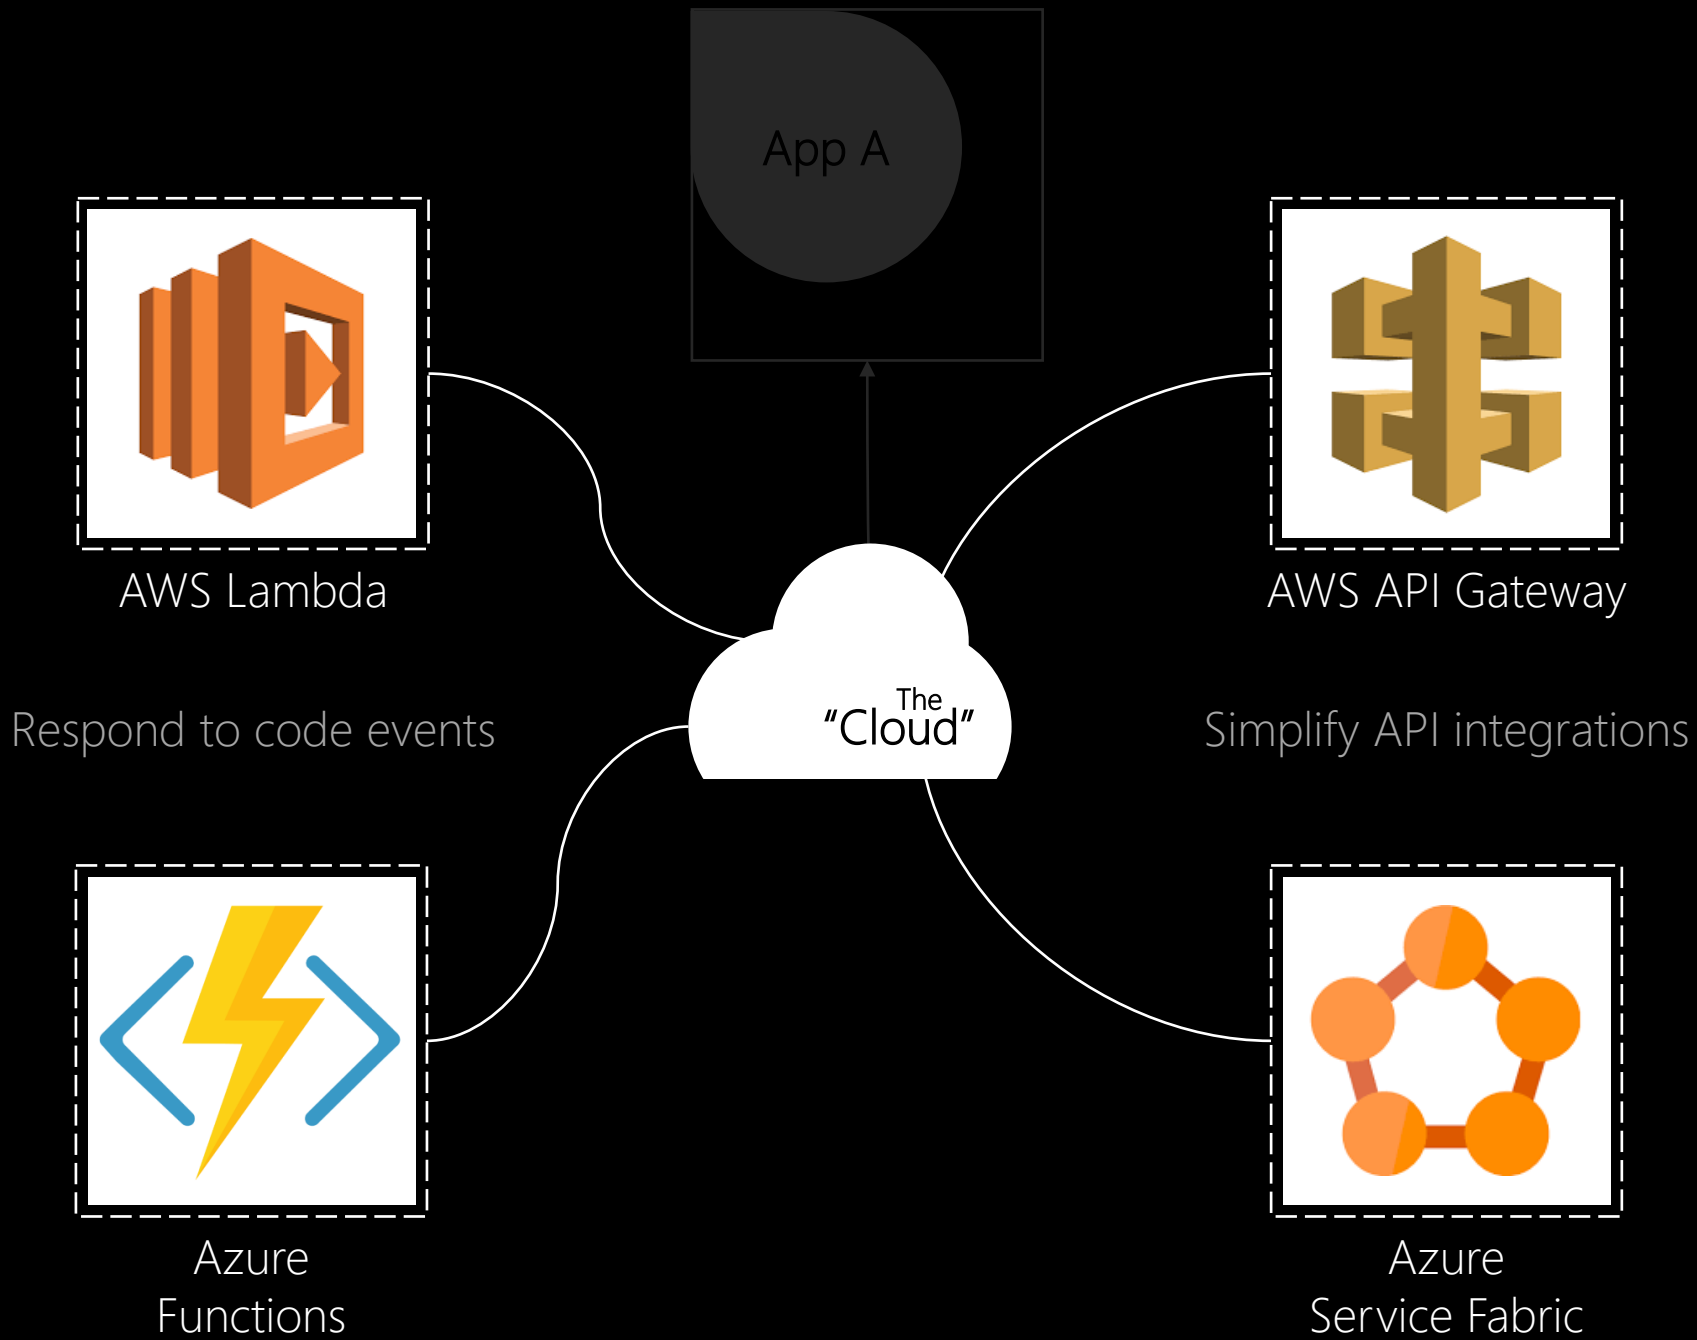 App A
AWS Lambda
AWS API Gateway
The
“Cloud”
Respond to code events
Simplify API integrations
Azure
Functions
Azure
Service Fabric